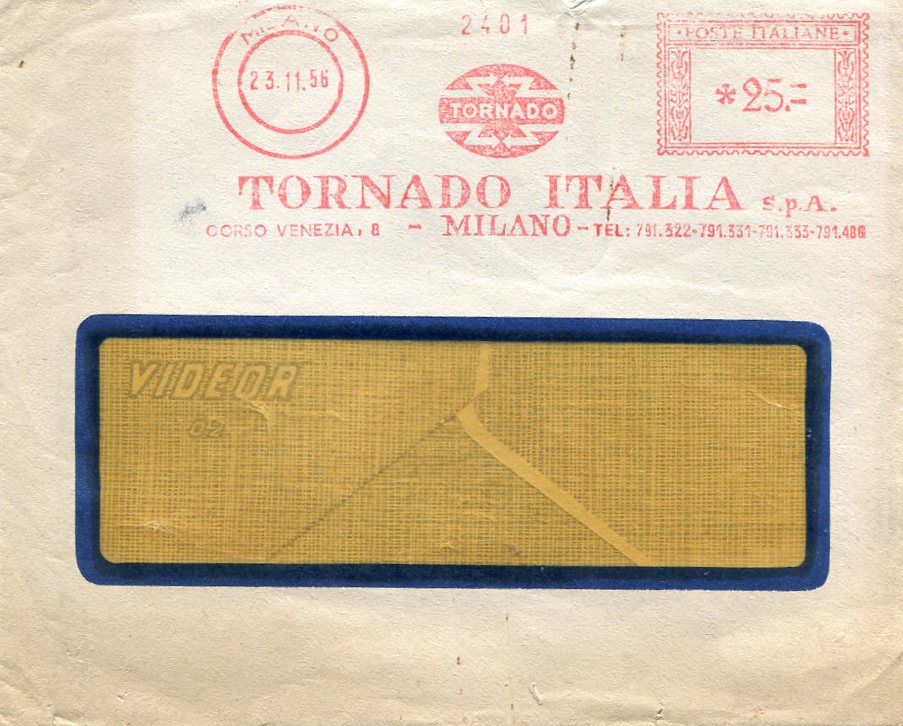 MILANO
23.11.56
2401
TORNADO
·POSTE ITALIANE·
*25.=
TORNADO ITALIA S.p.A.
CORSO VENEZIA, 8 - MILANO - TEL: 791.322-791.331-791.333-791.486
VIDEOR
02